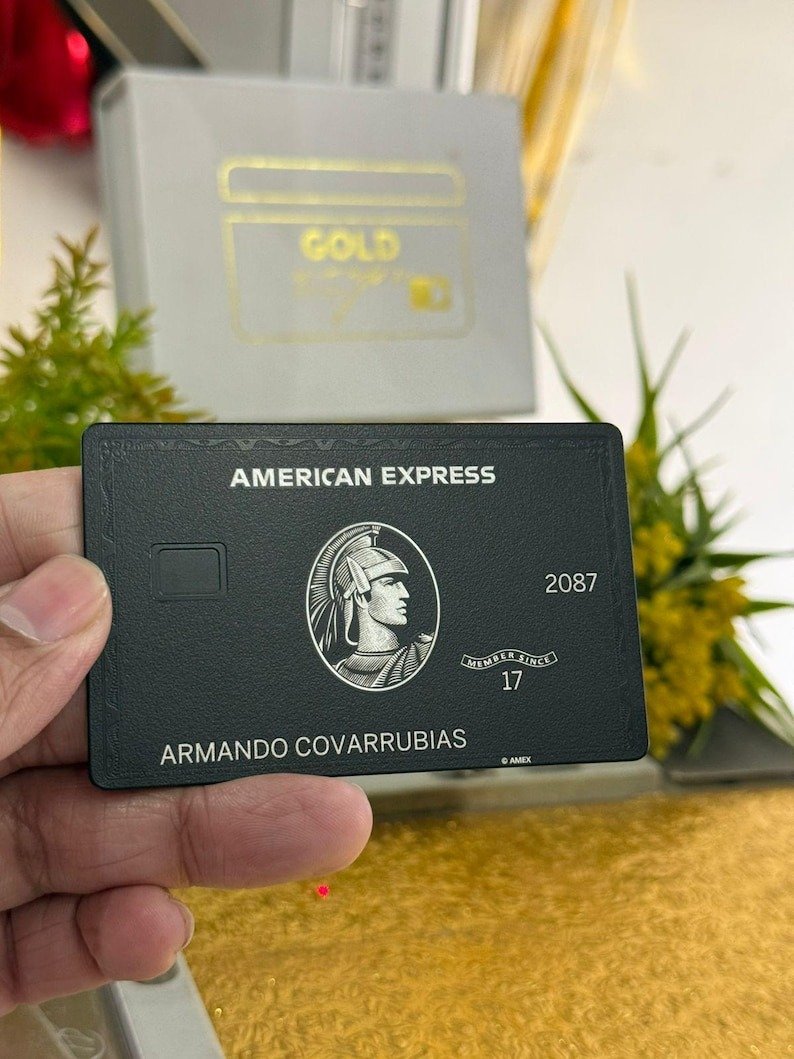 GOLD
AMERICAN EXPRESS
2087
MEMBER SINCE
17
ARMANDO COVARRUBIAS
© AMEX